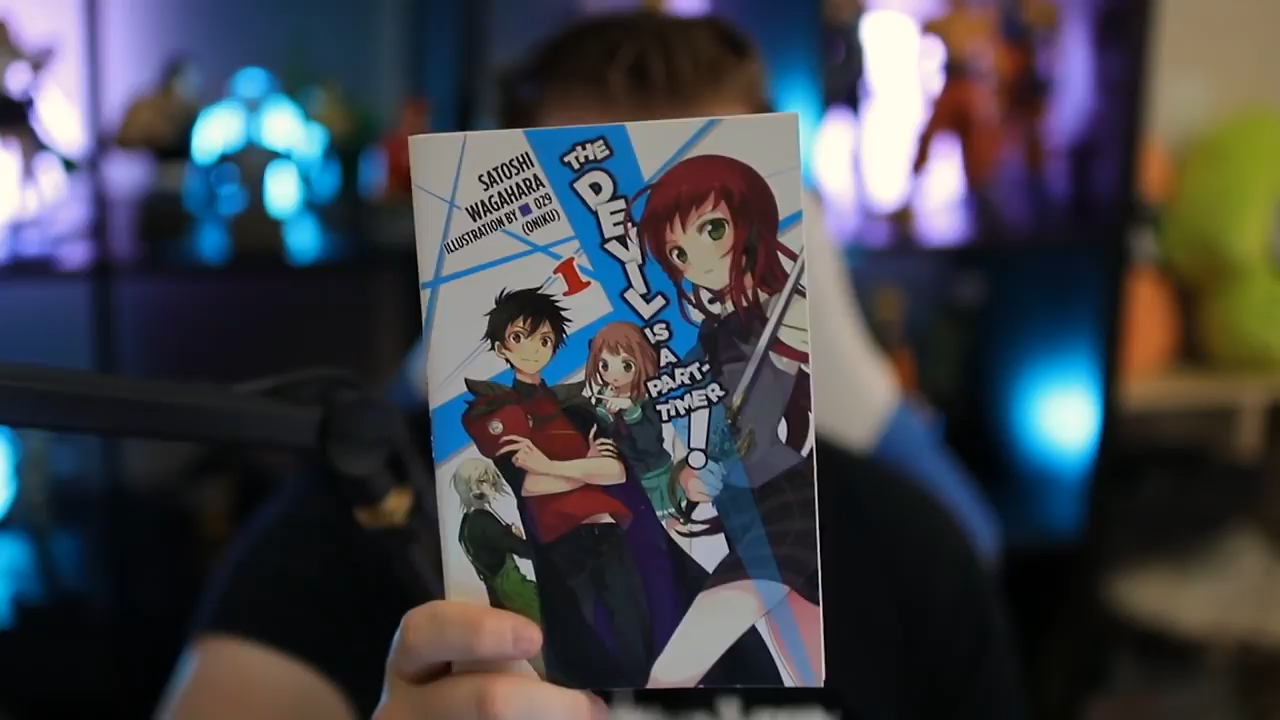 SATOSHI
WAGAHARA
ILLUSTRATION BY 029
(ONIKU)
1
THE
DEVIL
IS
A
PART-
TIMER
!